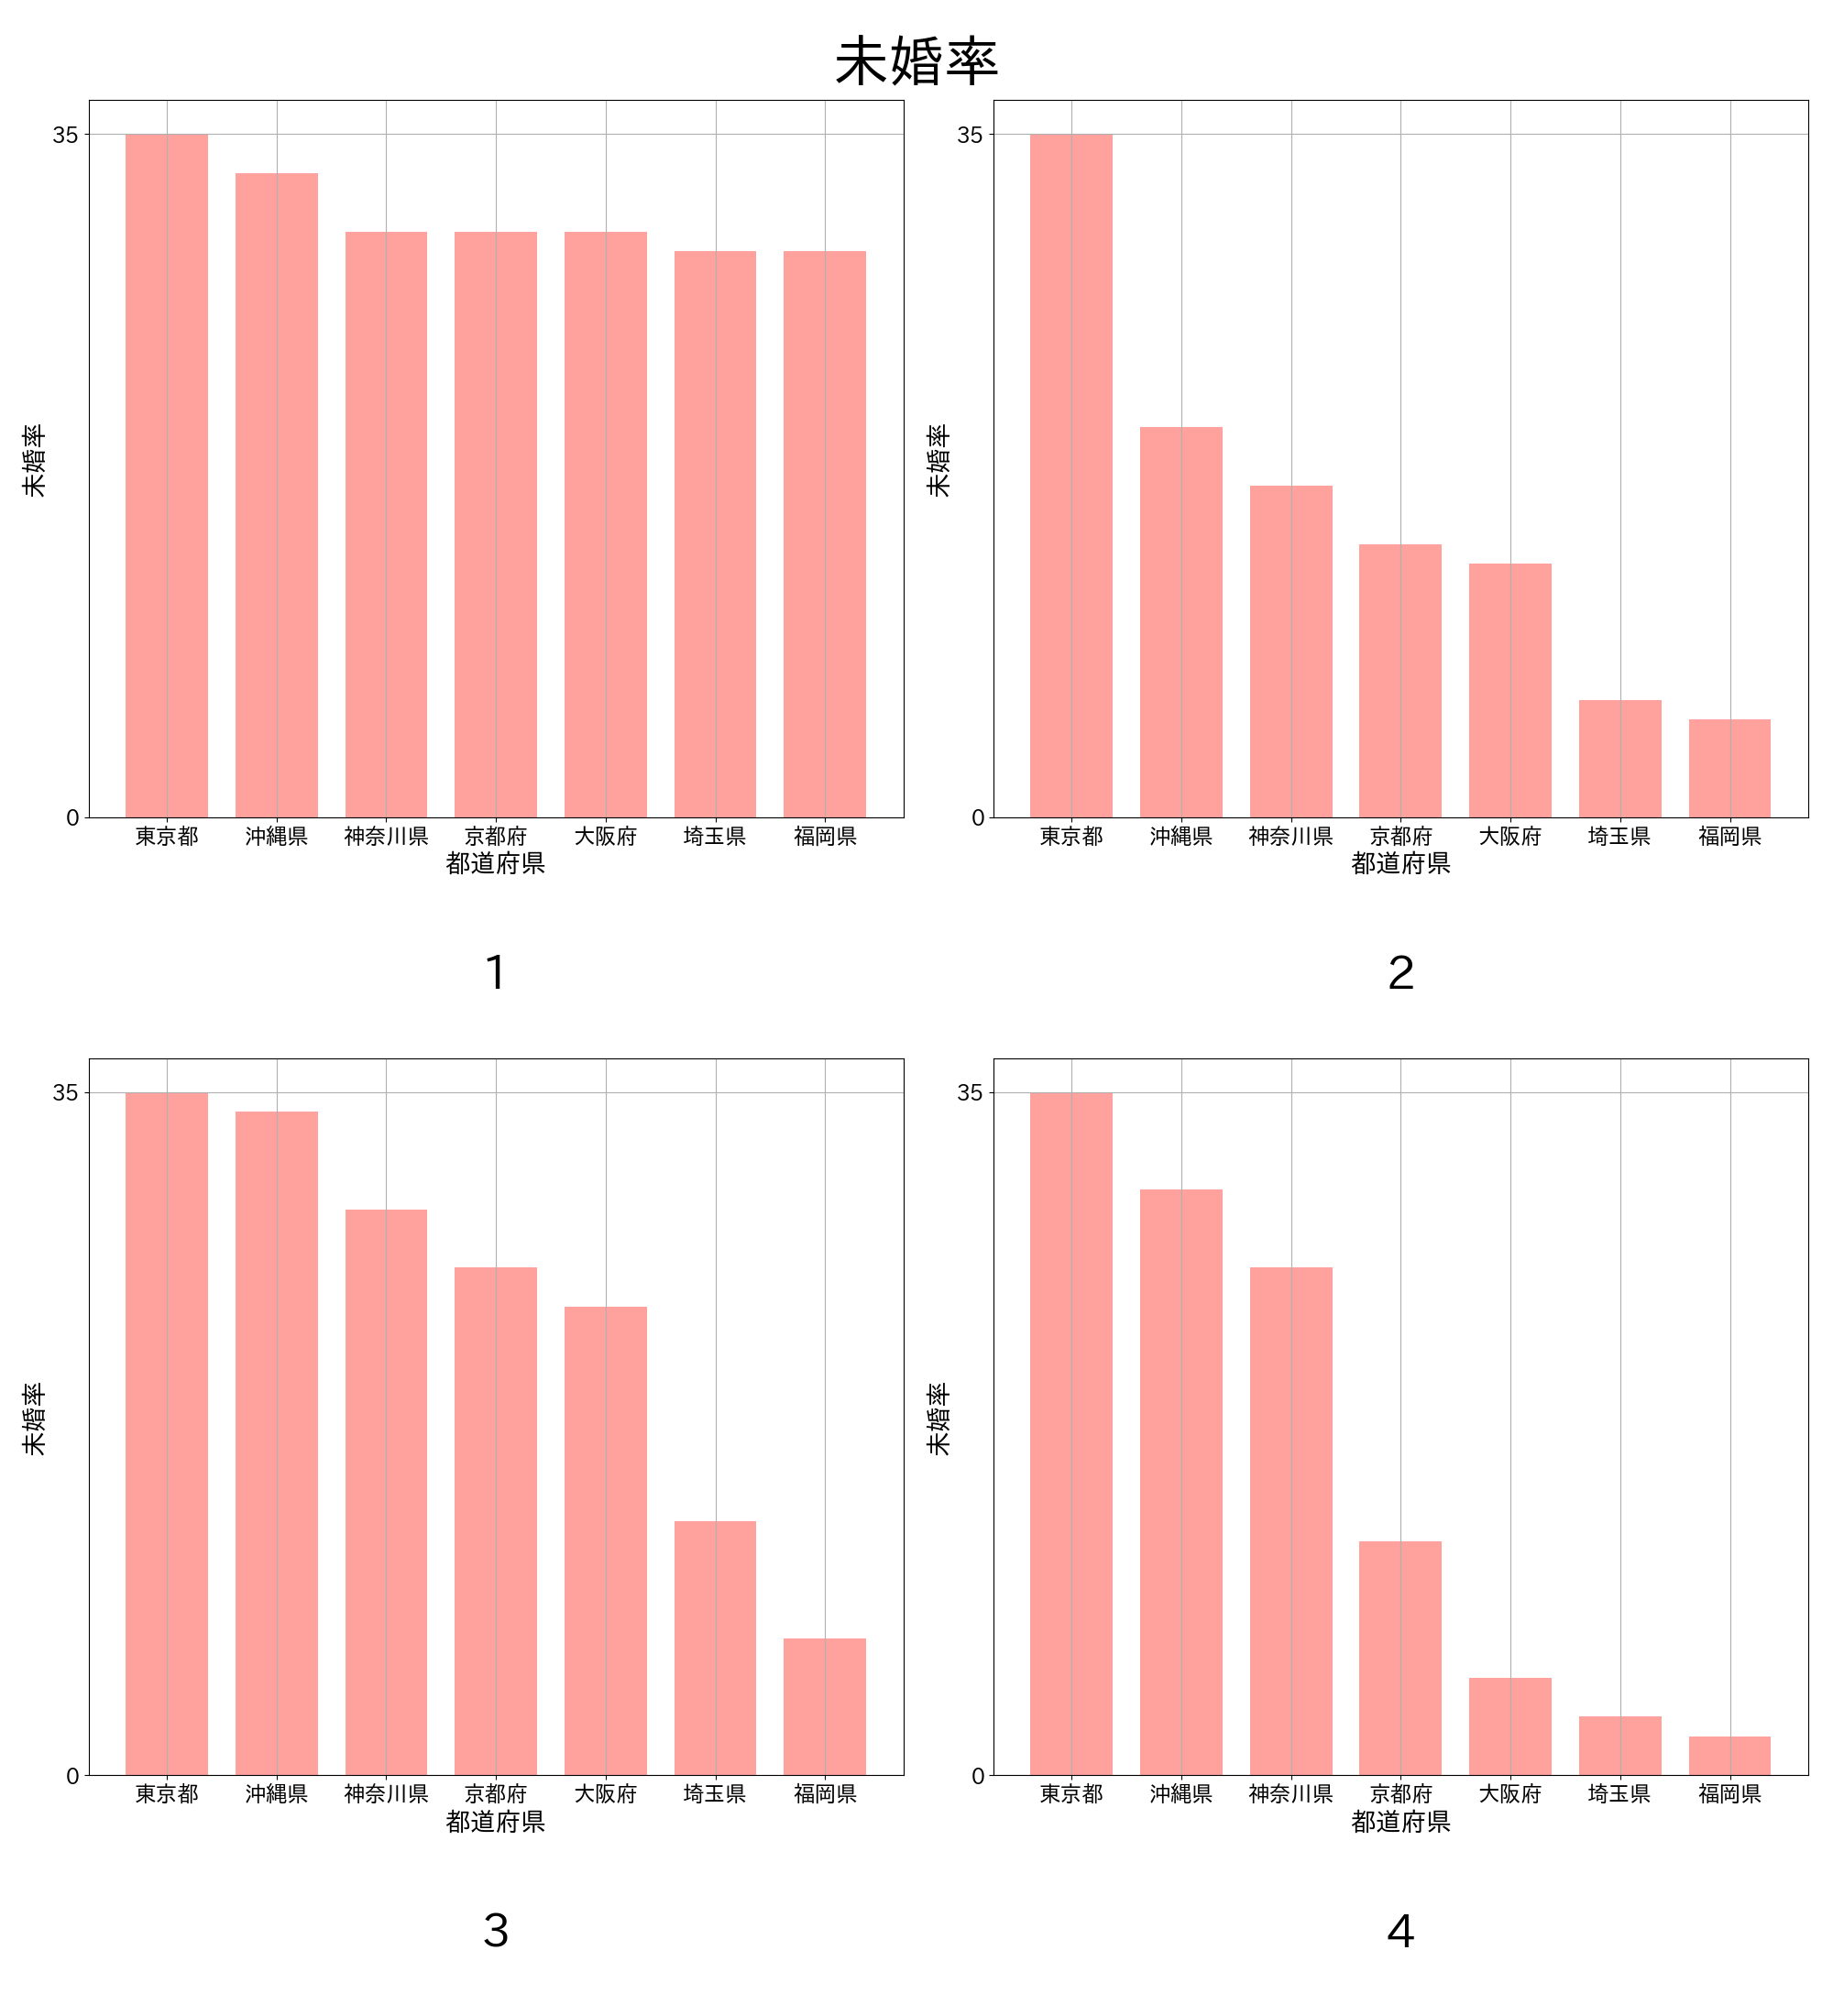 未婚率
35
0
未婚率
東京都 沖縄県 神奈川県 京都府 大阪府 埼玉県 福岡県
都道府県
1
35
0
未婚率
東京都 沖縄県 神奈川県 京都府 大阪府 埼玉県 福岡県
都道府県
2
35
0
未婚率
東京都 沖縄県 神奈川県 京都府 大阪府 埼玉県 福岡県
都道府県
3
35
0
未婚率
東京都 沖縄県 神奈川県 京都府 大阪府 埼玉県 福岡県
都道府県
4